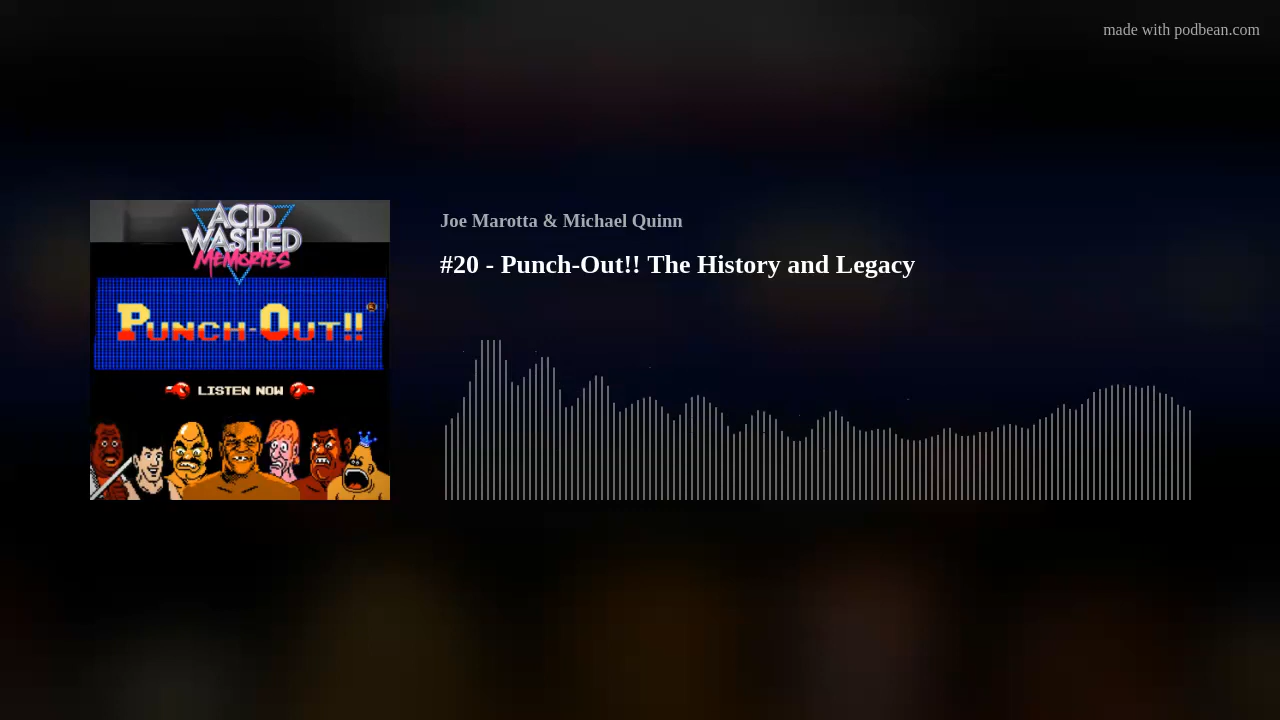 made with podbean.com
ACID
WASHED
MEMORIES
PUNCH-OUT!!
LISTEN NOW
Joe Marotta & Michael Quinn
#20 - Punch-Out!! The History and Legacy